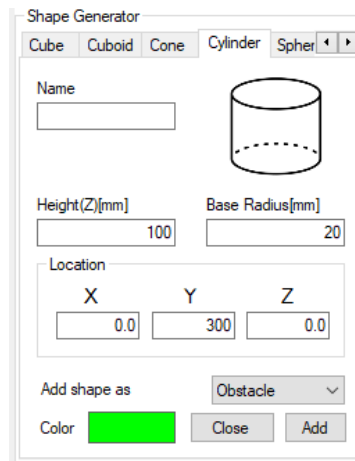 Shape Generator
Cube Cuboid Cone Cylinder Spher
Name
Height(Z)[mm] Base Radius[mm]
100 20
Location
X Y Z
0.0 300 0.0
Add shape as Obstacle
Color Close Add